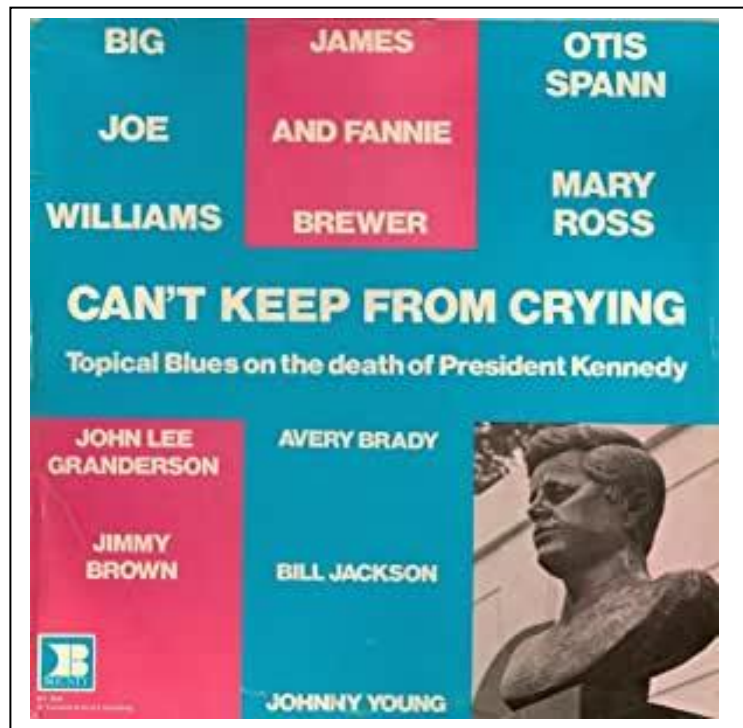 BIG
JOE
WILLIAMS
JAMES
AND FANNIE
BREWER
OTIS
SPANN
MARY
ROSS
CAN'T KEEP FROM CRYING
Topical Blues on the death of President Kennedy
JOHN LEE
GRANDERSON
JIMMY
BROWN
AVERY BRADY
BILL JACKSON
JOHNNY YOUNG
B
BOUNTY